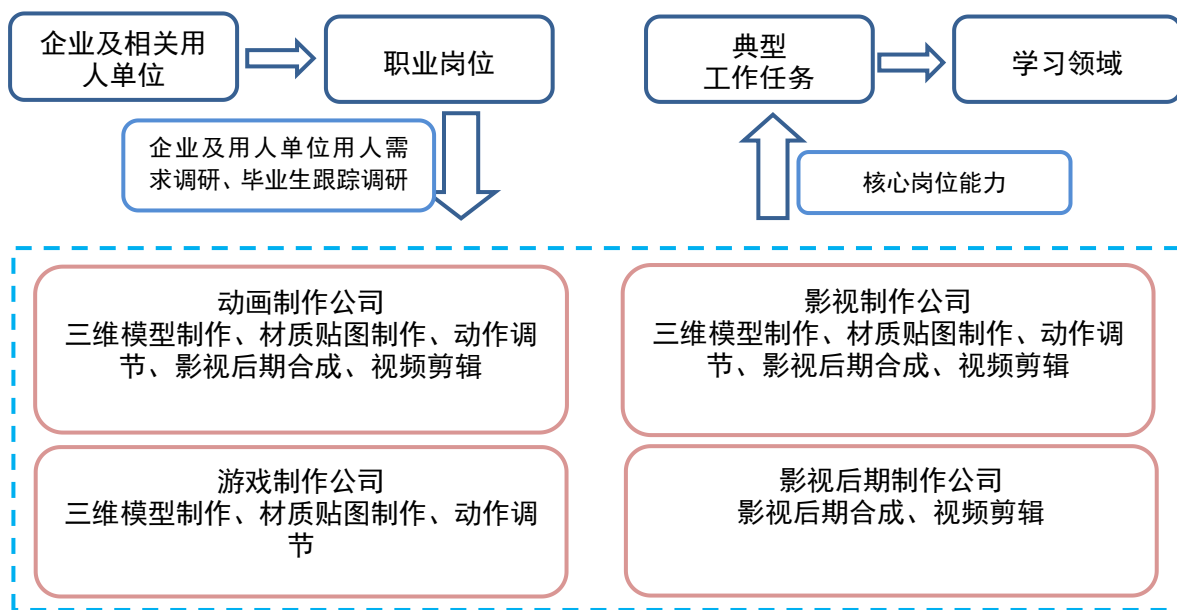 企业及相关用
人单位
职业岗位
典型
工作任务
学习领域
企业及用人单位用人需
求调研、毕业生跟踪调研
核心岗位能力
动画制作公司
三维模型制作、材质贴图制作、动作调
节、影视后期合成、视频剪辑
影视制作公司
三维模型制作、材质贴图制作、动作调
节、影视后期合成、视频剪辑
游戏制作公司
三维模型制作、材质贴图制作、动作调
节
影视后期制作公司
影视后期合成、视频剪辑